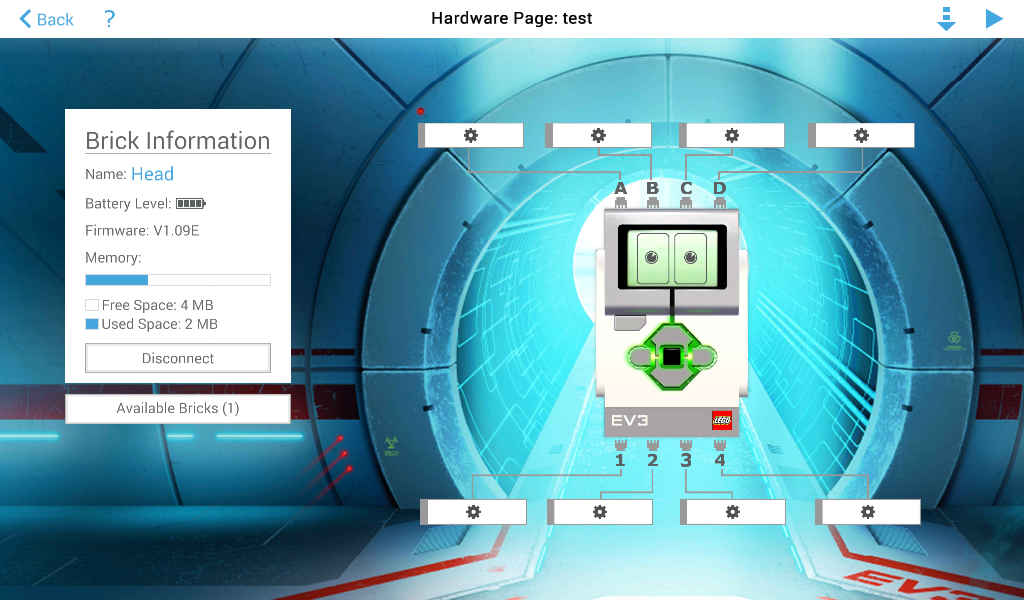 Back
?
Hardware Page: test
Brick Information
Name: Head
Battery Level:
Firmware: V1.09E
Memory:
Free Space: 4 MB
Used Space: 2 MB
Disconnect
Available Bricks (1)
A B C D
EV3
LEGO
1 2 3 4
EV3